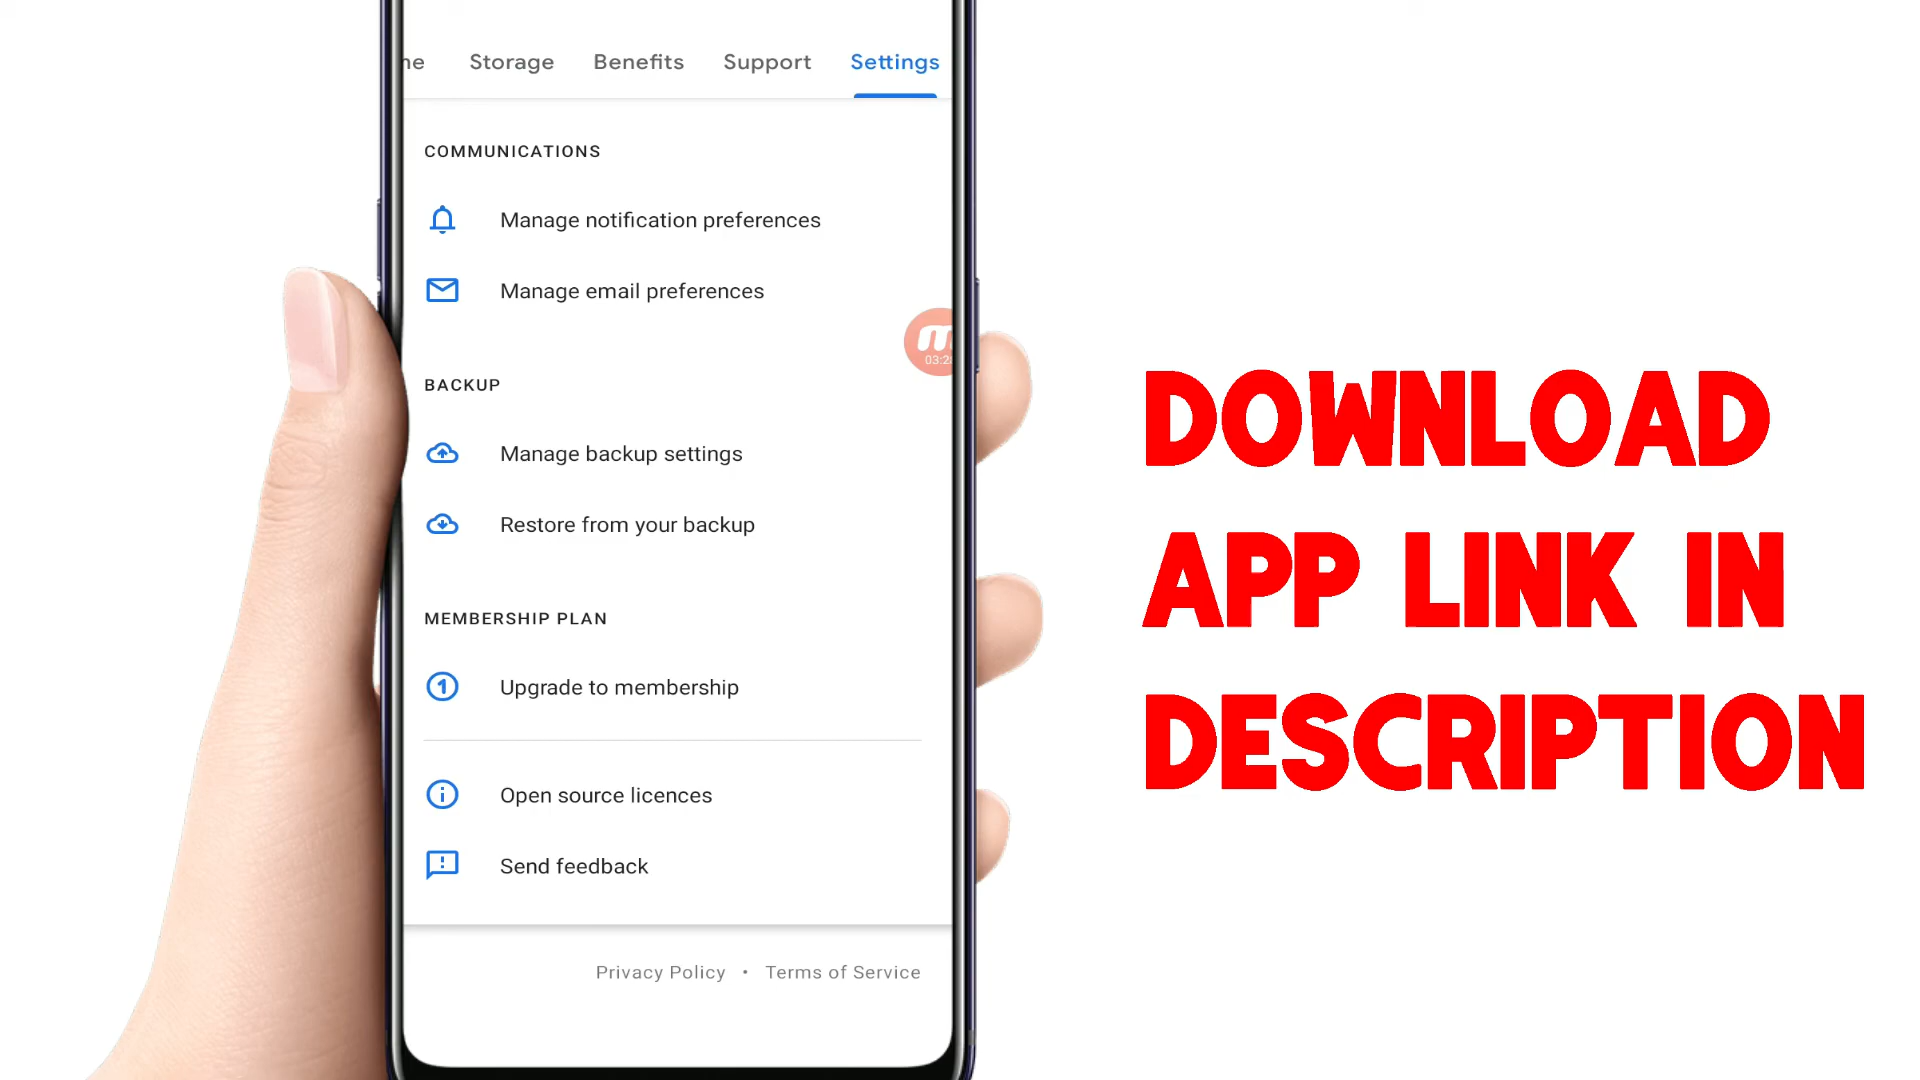 Storage Benefits Support Settings
COMMUNICATIONS
Manage notification preferences
Manage email preferences
BACKUP
Manage backup settings
Restore from your backup
MEMBERSHIP PLAN
Upgrade to membership
Open source licences
Send feedback
Privacy Policy • Terms of Service
DOWNLOAD
APP LINK IN
DESCRIPTION